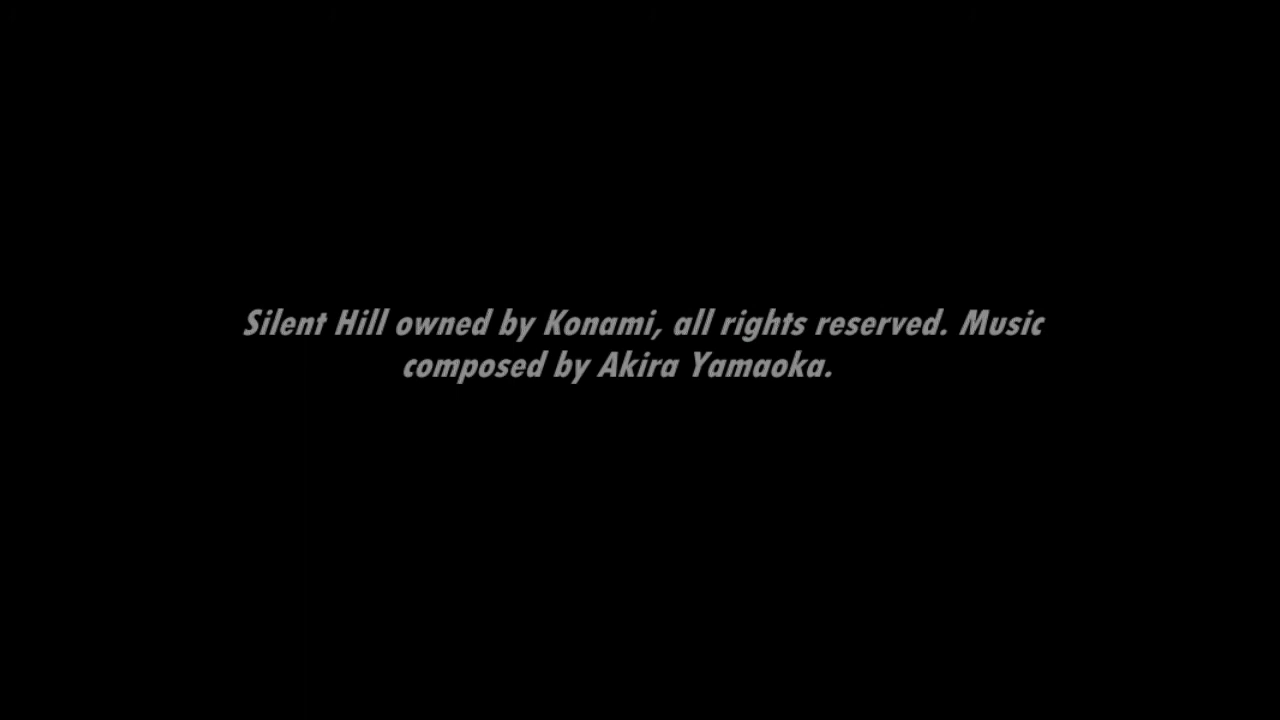 Silent Hill owned by Konami, all rights reserved. Music
composed by Akira Yamaoka.